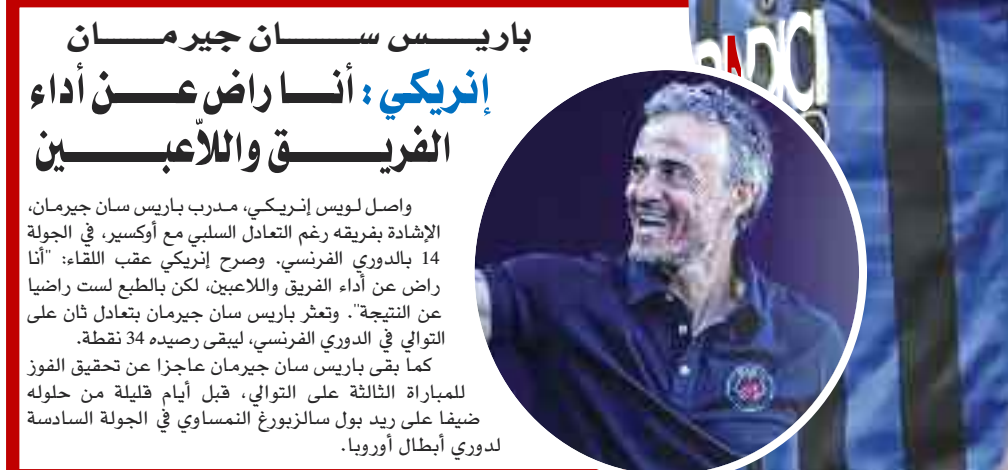 باريس سان جيرمان
إنريكي: أنا راض عن أداء
الفريق واللاّعبين
واصل لويس إنريكي، مدرب باريس سان جيرمان،
الإشادة بفريقه رغم التعادل السلبي مع أوكسير، في الجولة
14 بالدوري الفرنسي. وصرح إنريكي عقب اللقاء: "أنا
راض عن أداء الفريق واللاعبين، لكن بالطبع لست راضيا
عن النتيجة". وتعثر باريس سان جيرمان بتعادل ثان على
التوالي في الدوري الفرنسي، ليبقى رصيده 34 نقطة.
كما بقى باريس سان جيرمان عاجزا عن تحقيق الفوز
للمباراة الثالثة على التوالي، قبل أيام قليلة من حلوله
ضيفا على ريد بول سالزبورغ النمساوي في الجولة السادسة
لدوري أبطال أوروبا.